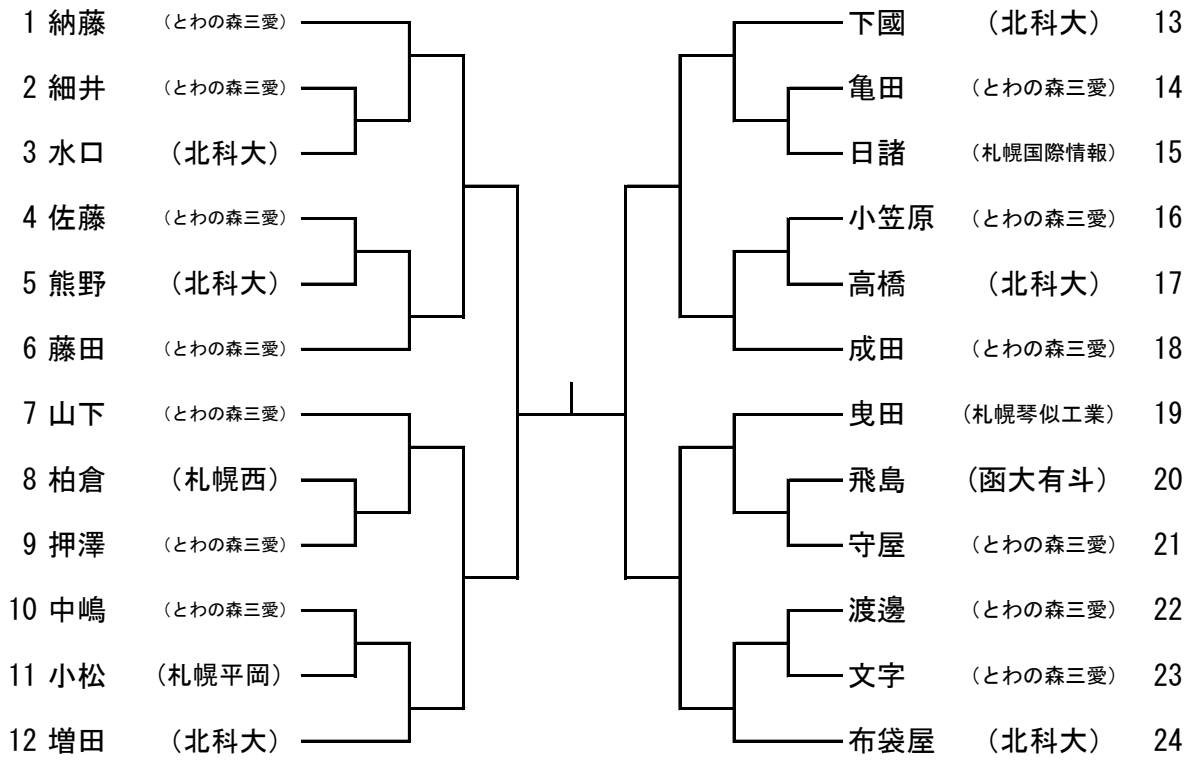 1 納藤 (とわの森三愛) 下國 (北科大) 13
2 細井 (とわの森三愛) 亀田 (とわの森三愛) 14
3 水口 (北科大) 日諸 (札幌国際情報) 15
4 佐藤 (とわの森三愛) 小笠原 (とわの森三愛) 16
5 熊野 (北科大) 高橋 (北科大) 17
6 藤田 (とわの森三愛) 成田 (とわの森三愛) 18
7 山下 (とわの森三愛) 曳田 (札幌琴似工業) 19
8 柏倉 (札幌西) 飛島 (函大有斗) 20
9 押澤 (とわの森三愛) 守屋 (とわの森三愛) 21
10 中嶋 (とわの森三愛) 渡邊 (とわの森三愛) 22
11 小松 (札幌平岡) 文字 (とわの森三愛) 23
12 増田 (北科大) 布袋屋 (北科大) 24